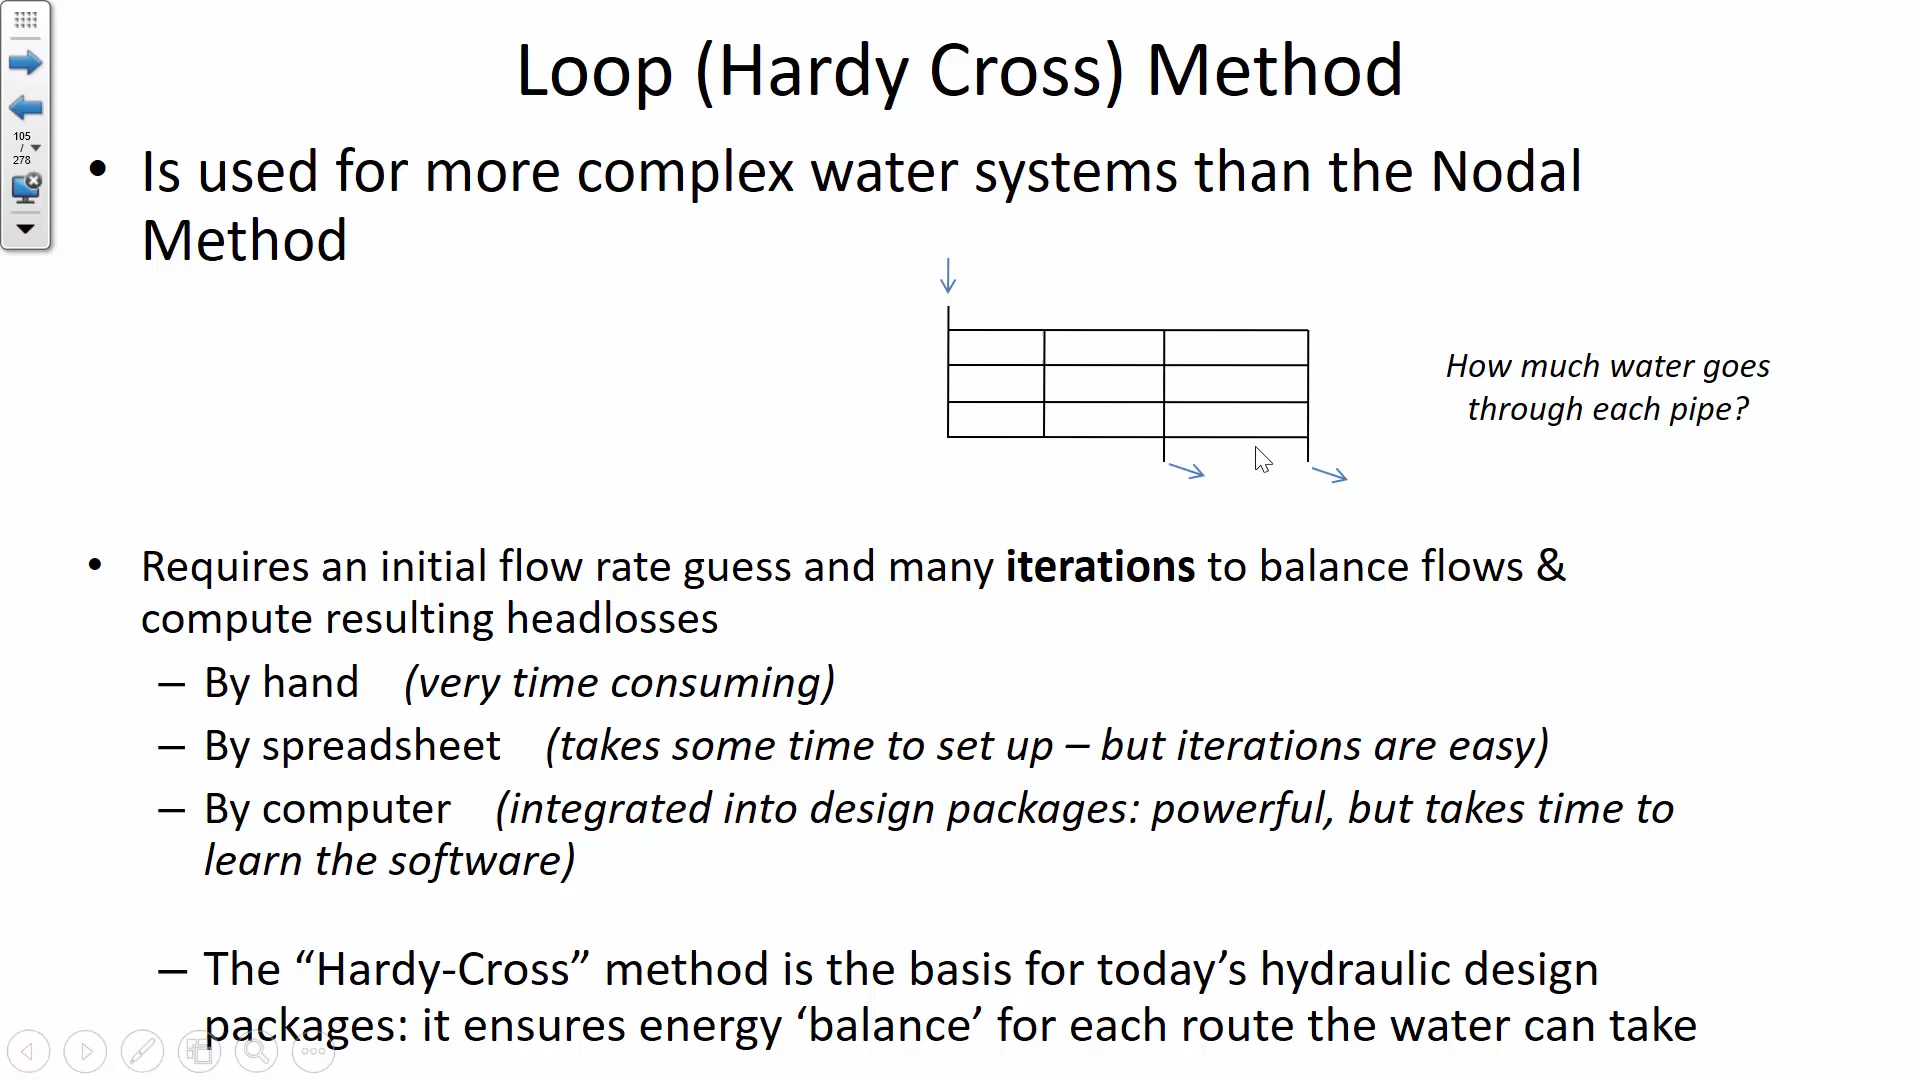 Loop (Hardy Cross) Method
105
/
278
• Is used for more complex water systems than the Nodal
Method
How much water goes
through each pipe?
• Requires an initial flow rate guess and many iterations to balance flows &
compute resulting headlosses
– By hand (very time consuming)
– By spreadsheet (takes some time to set up – but iterations are easy)
– By computer (integrated into design packages: powerful, but takes time to
learn the software)
– The “Hardy-Cross” method is the basis for today’s hydraulic design
packages: it ensures energy ‘balance’ for each route the water can take